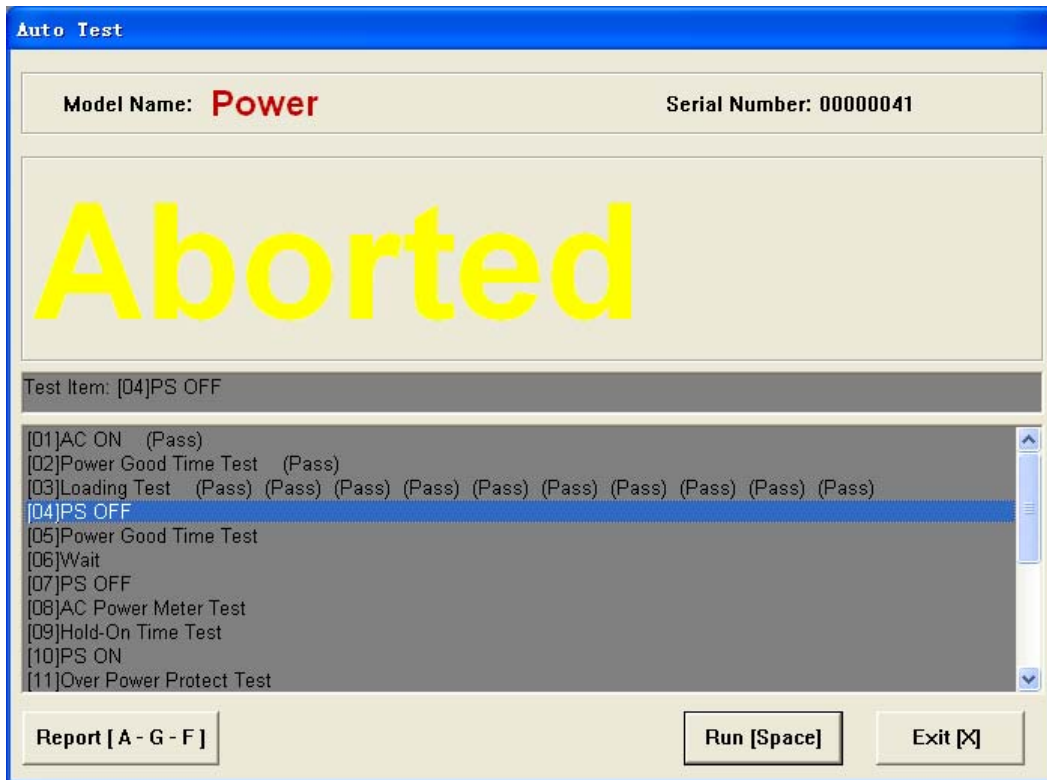 Auto Test
Model Name: Power Serial Number: 00000041
Aborted
Test Item: [04]PS OFF
[01]AC ON (Pass)
[02]Power Good Time Test (Pass)
[03]Loading Test (Pass) (Pass) (Pass) (Pass) (Pass) (Pass) (Pass) (Pass) (Pass) (Pass)
[04]PS OFF
[05]Power Good Time Test
[06]Wait
[07]PS OFF
[08]AC Power Meter Test
[09]Hold-On Time Test
[10]PS ON
[11]Over Power Protect Test
Report [ A - G - F ] Run [Space] Exit [X]